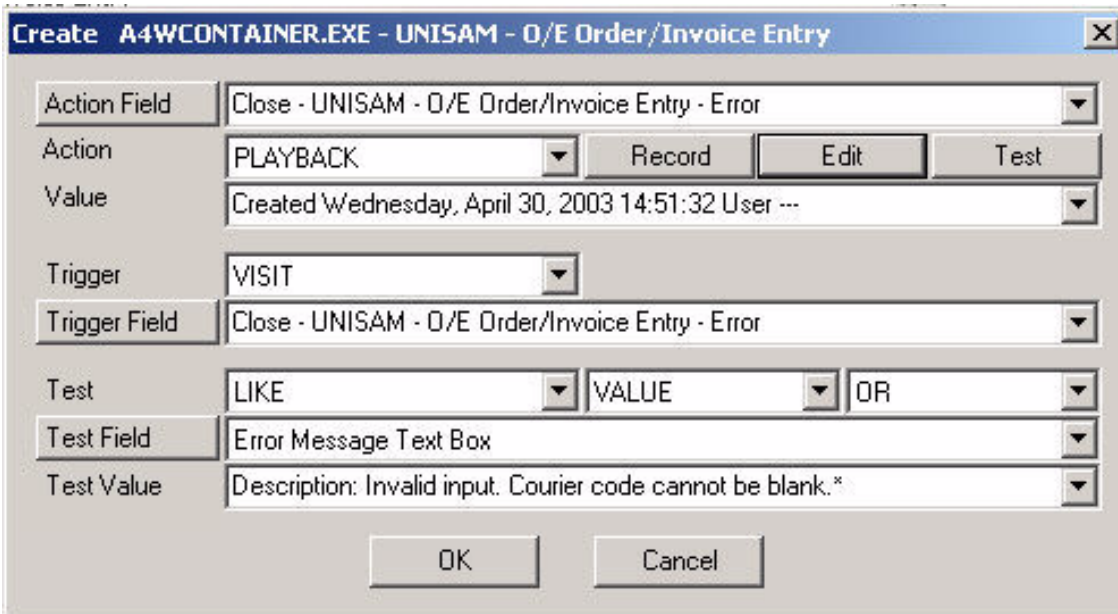 Create A4WCONTAINER.EXE - UNISAM - O/E Order/Invoice Entry
Action Field Close - UNISAM - O/E Order/Invoice Entry - Error
Action PLAYBACK Record Edit Test
Value Created Wednesday, April 30, 2003 14:51:32 User ---
Trigger VISIT
Trigger Field Close - UNISAM - O/E Order/Invoice Entry - Error
Test LIKE VALUE OR
Test Field Error Message Text Box
Test Value Description: Invalid input. Courier code cannot be blank.*
OK Cancel